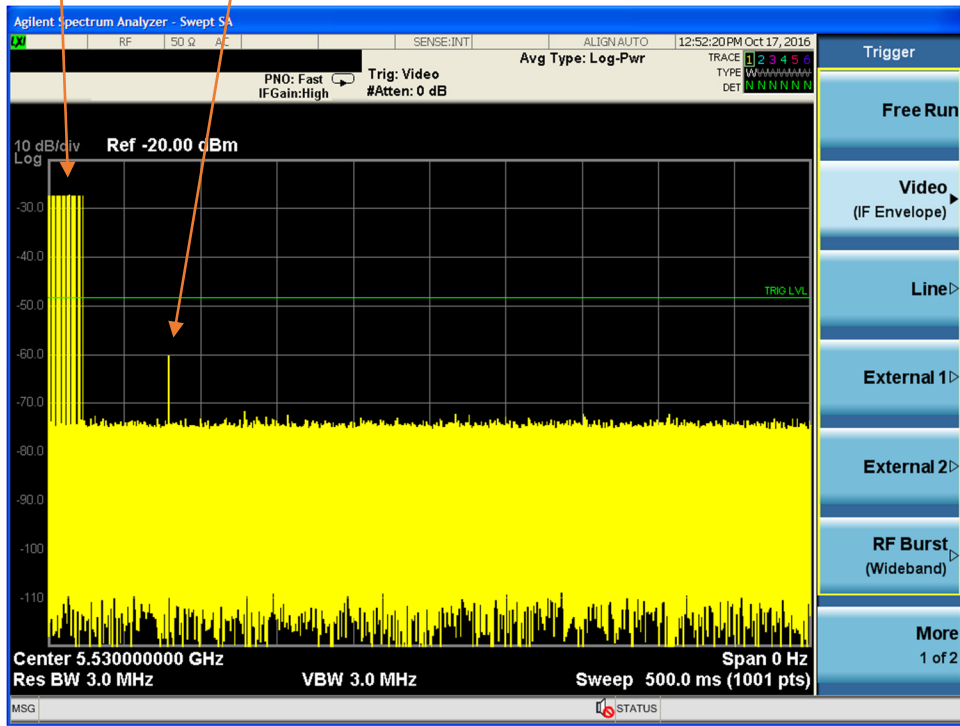 Agilent Spectrum Analyzer - Swept SA
LXI RF 50 Ω AC SENSE:INT ALIGN AUTO 12:52:20 PM Oct 17, 2016
Avg Type: Log-Pwr TRACE 1 2 3 4 5 6
PNO: Fast Trig: Video TYPE
IFGain:High #Atten: 0 dB DET N N N N N N
10 dB/div Ref -20.00 dBm
Log
-30.0
-40.0
TRIG LVL
-50.0
-60.0
-70.0
-80.0
-90.0
-100
-110
Center 5.530000000 GHz Span 0 Hz
Res BW 3.0 MHz VBW 3.0 MHz Sweep 500.0 ms (1001 pts)
MSG STATUS
Trigger
Free Run
Video
(IF Envelope)
Line
External 1
External 2
RF Burst
(Wideband)
More
1 of 2